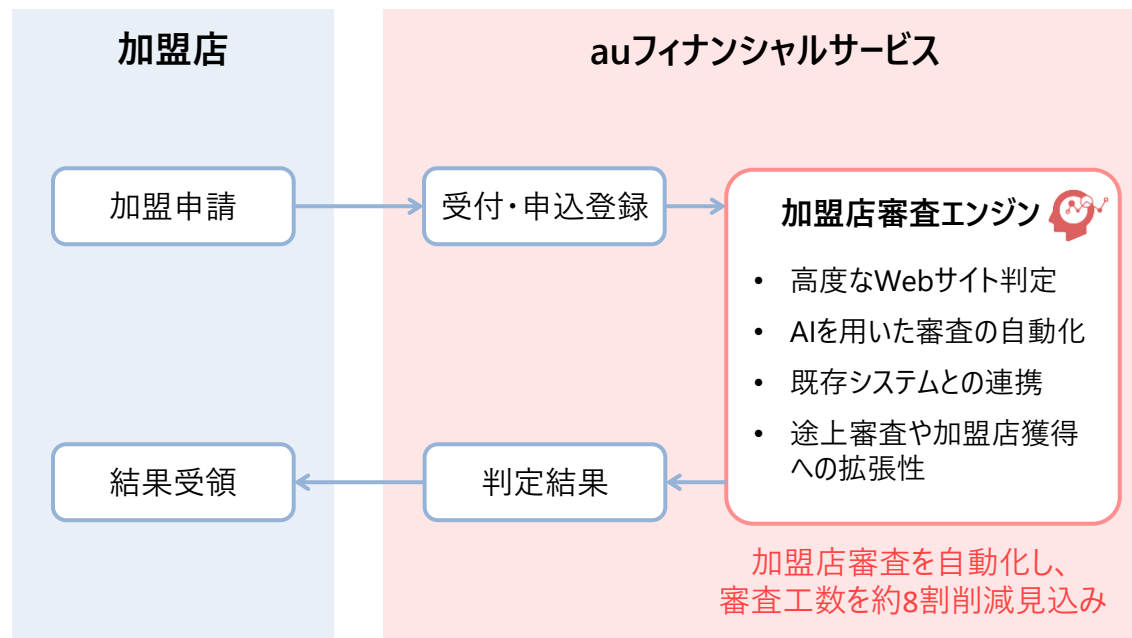 加盟店
auフィナンシャルサービス
加盟申請
受付・申込登録
加盟店審査エンジン
• 高度なWebサイト判定
• AIを用いた審査の自動化
• 既存システムとの連携
• 途上審査や加盟店獲得
への拡張性
結果受領
判定結果
加盟店審査を自動化し、
審査工数を約8割削減見込み